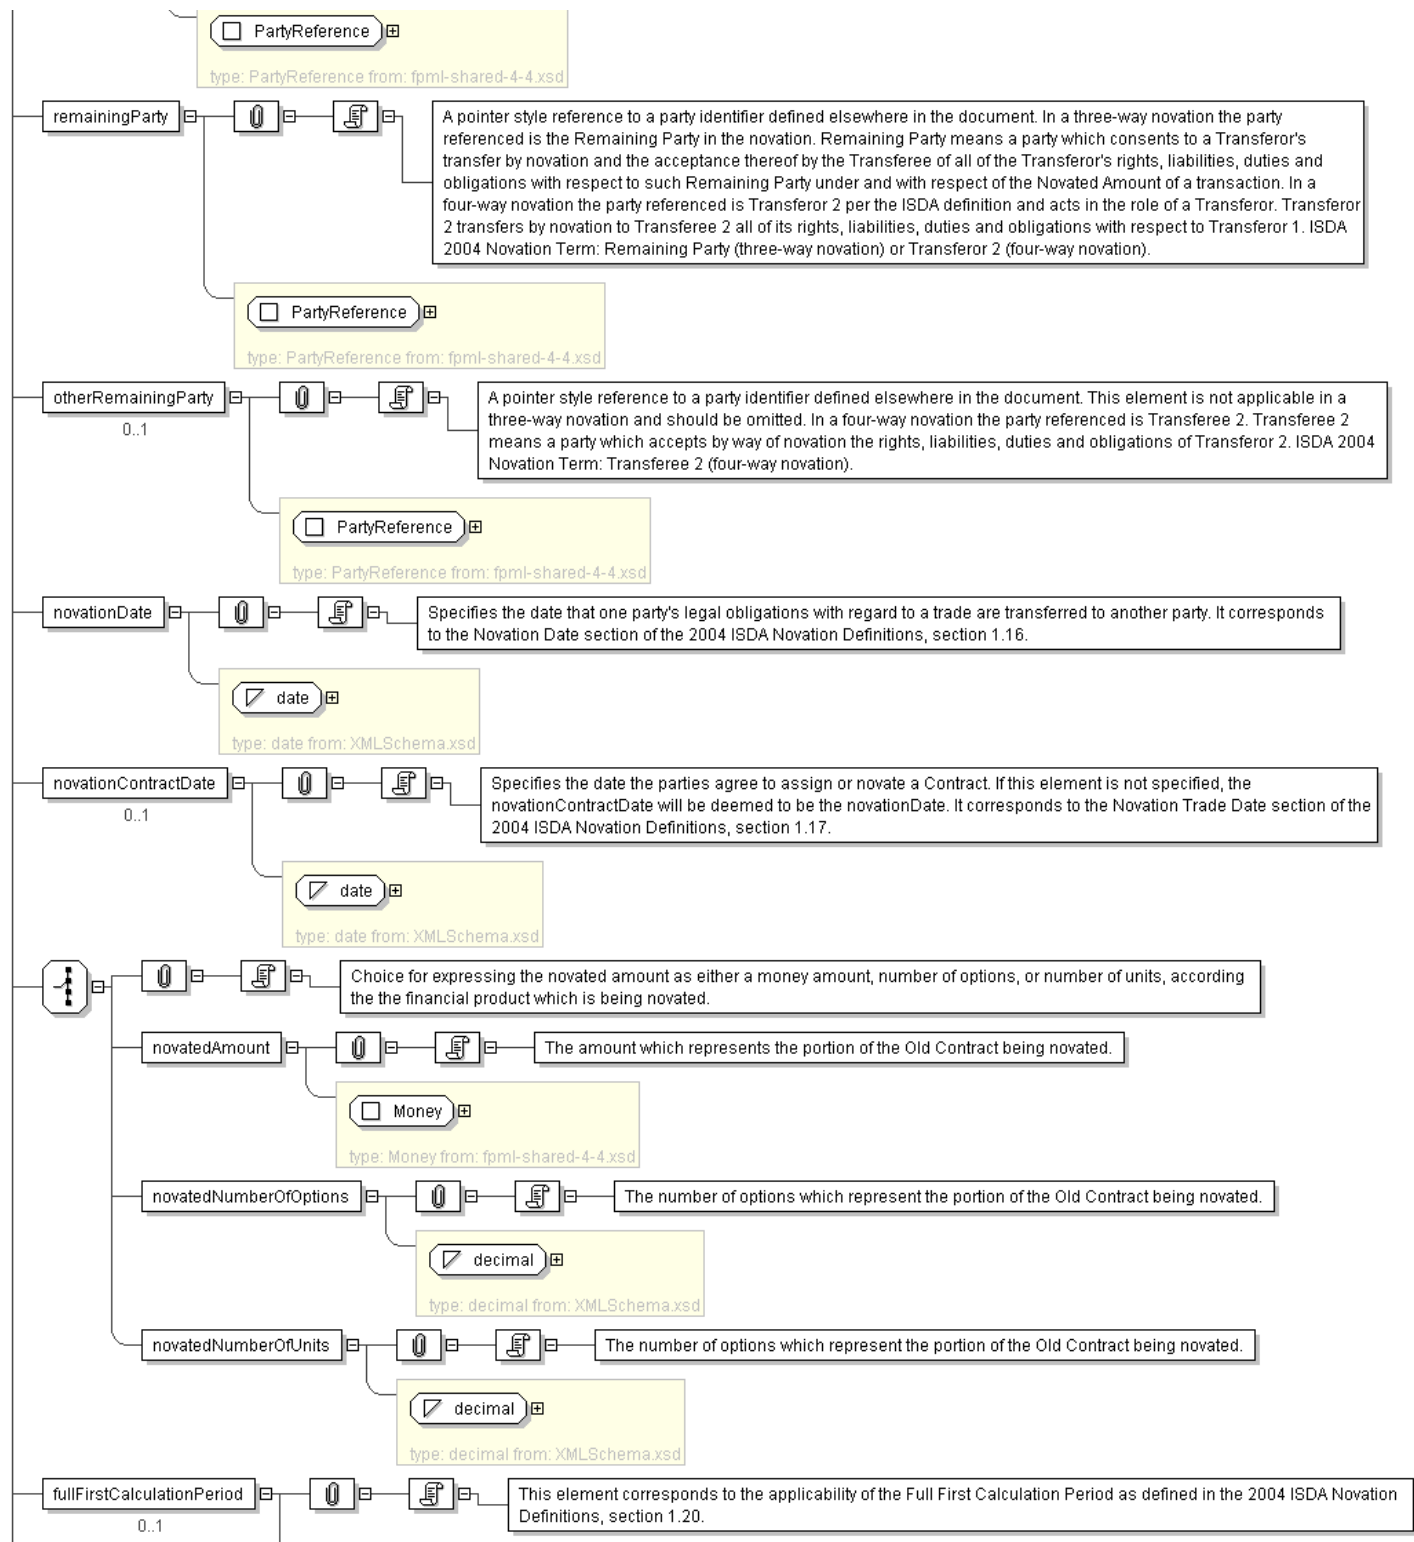 PartyReference
type: PartyReference from: fpml-shared-4-4.xsd
remainingParty
A pointer style reference to a party identifier defined elsewhere in the document. In a three-way novation the party
referenced is the Remaining Party in the novation. Remaining Party means a party which consents to a Transferor's
transfer by novation and the acceptance thereof by the Transferee of all of the Transferor's rights, liabilities, duties and
obligations with respect to such Remaining Party under and with respect of the Novated Amount of a transaction. In a
four-way novation the party referenced is Transferor 2 per the ISDA definition and acts in the role of a Transferor. Transferor
2 transfers by novation to Transferee 2 all of its rights, liabilities, duties and obligations with respect to Transferor 1. ISDA
2004 Novation Term: Remaining Party (three-way novation) or Transferor 2 (four-way novation).
PartyReference
type: PartyReference from: fpml-shared-4-4.xsd
otherRemainingParty
0..1
A pointer style reference to a party identifier defined elsewhere in the document. This element is not applicable in a
three-way novation and should be omitted. In a four-way novation the party referenced is Transferee 2. Transferee 2
means a party which accepts by way of novation the rights, liabilities, duties and obligations of Transferor 2. ISDA 2004
Novation Term: Transferee 2 (four-way novation).
PartyReference
type: PartyReference from: fpml-shared-4-4.xsd
novationDate
Specifies the date that one party's legal obligations with regard to a trade are transferred to another party. It corresponds
to the Novation Date section of the 2004 ISDA Novation Definitions, section 1.16.
date
type: date from: XMLSchema.xsd
novationContractDate
0..1
Specifies the date the parties agree to assign or novate a Contract. If this element is not specified, the
novationContractDate will be deemed to be the novationDate. It corresponds to the Novation Trade Date section of the
2004 ISDA Novation Definitions, section 1.17.
date
type: date from: XMLSchema.xsd
Choice for expressing the novated amount as either a money amount, number of options, or number of units, according
the the financial product which is being novated.
novatedAmount
The amount which represents the portion of the Old Contract being novated.
Money
type: Money from: fpml-shared-4-4.xsd
novatedNumberOfOptions
The number of options which represent the portion of the Old Contract being novated.
decimal
type: decimal from: XMLSchema.xsd
novatedNumberOfUnits
The number of options which represent the portion of the Old Contract being novated.
decimal
type: decimal from: XMLSchema.xsd
fullFirstCalculationPeriod
0..1
This element corresponds to the applicability of the Full First Calculation Period as defined in the 2004 ISDA Novation
Definitions, section 1.20.